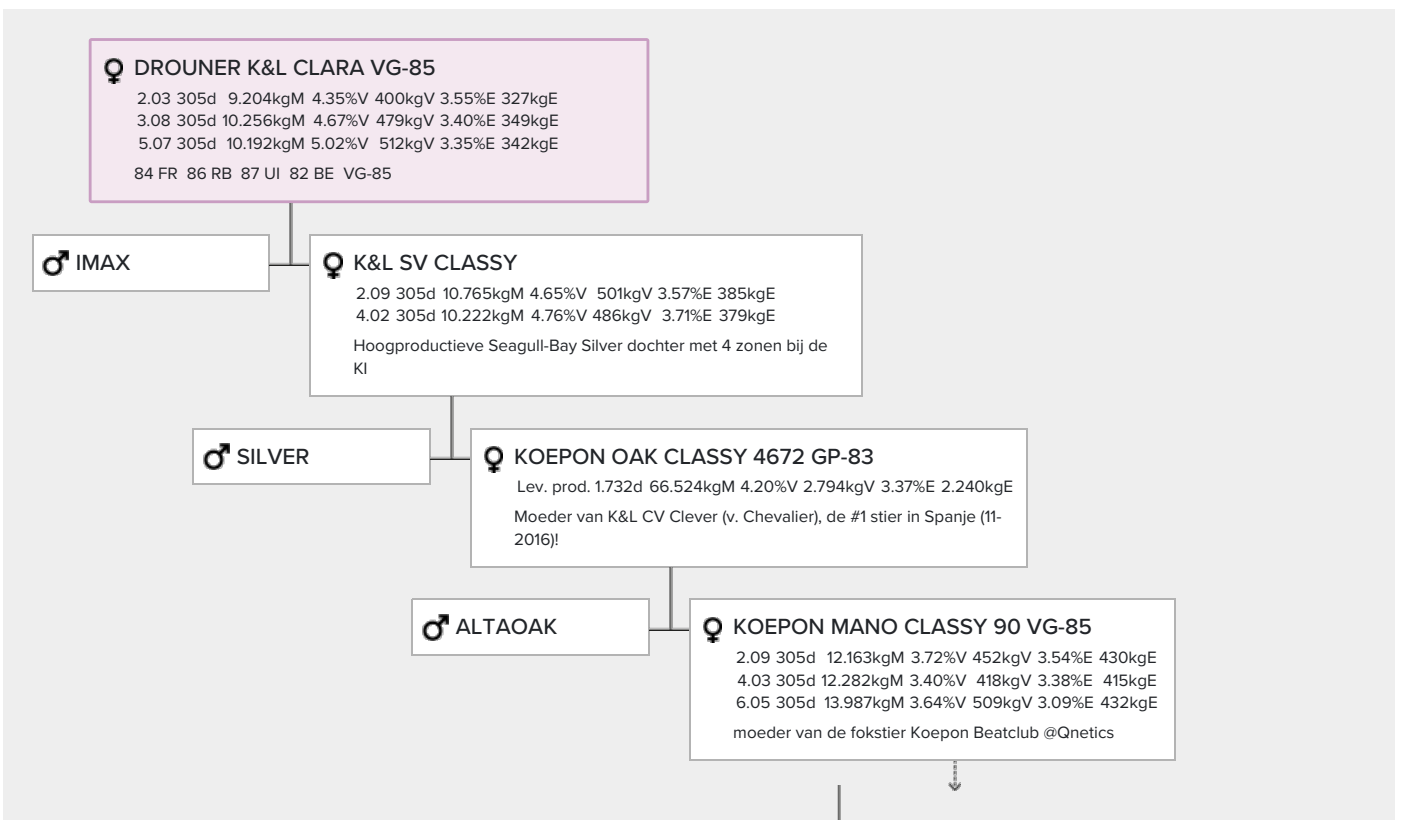 DROUNER K&L CLARA VG-85
2.03 305d 9.204kgM 4.35%V 400kgV 3.55%E 327kgE
3.08 305d 10.256kgM 4.67%V 479kgV 3.40%E 349kgE
5.07 305d 10.192kgM 5.02%V 512kgV 3.35%E 342kgE
84 FR 86 RB 87 UI 82 BE VG-85
IMAX
K&L SV CLASSY
2.09 305d 10.765kgM 4.65%V 501kgV 3.57%E 385kgE
4.02 305d 10.222kgM 4.76%V 486kgV 3.71%E 379kgE
Hoogproductieve Seagull-Bay Silver dochter met 4 zonen bij de
KI
SILVER
KOEPON OAK CLASSY 4672 GP-83
Lev. prod. 1.732d 66.524kgM 4.20%V 2.794kgV 3.37%E 2.240kgE
Moeder van K&L CV Clever (v. Chevalier), de #1 stier in Spanje (11-
2016)!
ALTAOAK
KOEPON MANO CLASSY 90 VG-85
2.09 305d 12.163kgM 3.72%V 452kgV 3.54%E 430kgE
4.03 305d 12.282kgM 3.40%V 418kgV 3.38%E 415kgE
6.05 305d 13.987kgM 3.64%V 509kgV 3.09%E 432kgE
moeder van de fokstier Koepon Beatclub @Qnetics